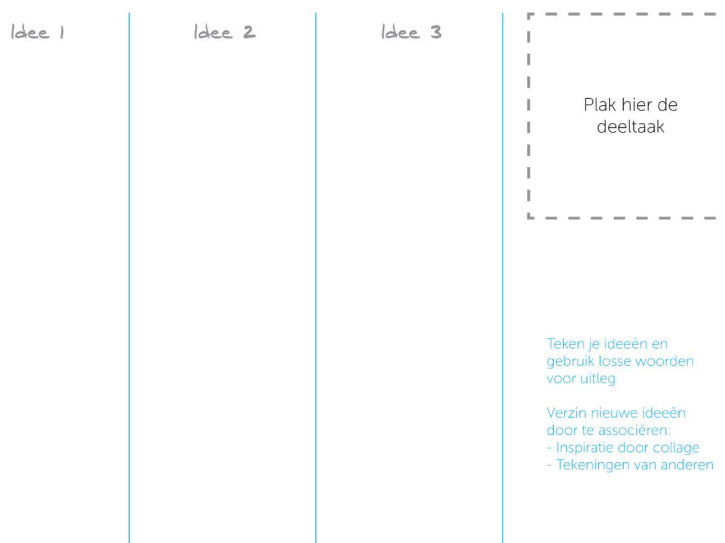 Idee 1
Idee 2
Idee 3
Plak hier de
deeltaak
Teken je ideeën en
gebruik losse woorden
voor uitleg
Verzin nieuwe ideeën
door te associëren:
- Inspiratie door collage
- Tekeningen van anderen